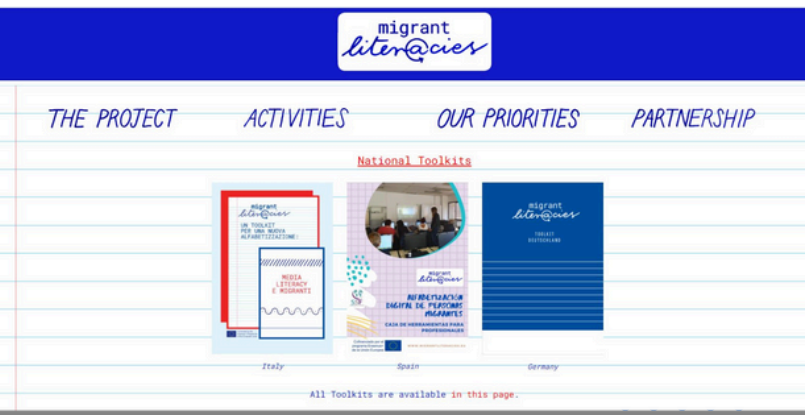 migrant
liter@cies
THE PROJECT
ACTIVITIES
OUR PRIORITIES
PARTNERSHIP
National Toolkits
migrant
liter@cies
UN TOOLKIT
PER UNA NUOVA
ALFABETIZZAZIONE:
MEDIA
LITERACY
E MIGRANTI
migrant
liter@cies
ALFABETIZACIÓN
DIGITAL DE PERSONAS
MIGRANTES
CAJA DE HERRAMIENTAS PARA
PROFESIONALES
migrant
liter@cies
TOOLKIT
DEUTSCHLAND
Italy
Spain
Germany
All Toolkits are available in this page.